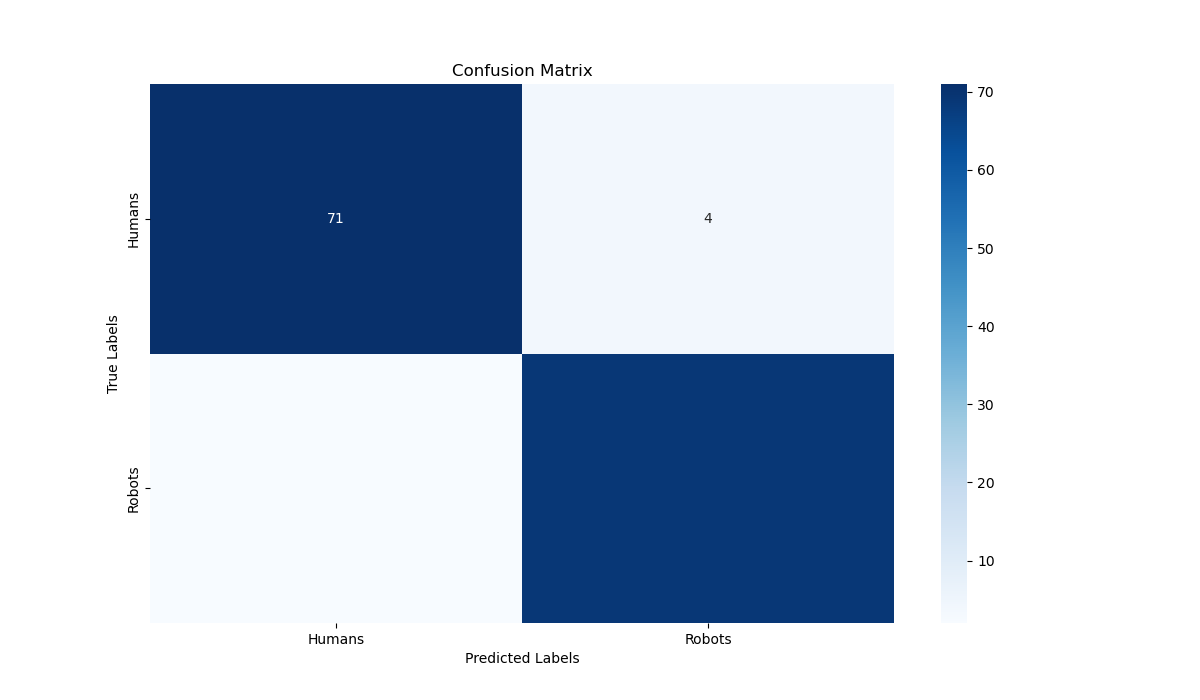 Confusion Matrix
True Labels
Humans
Robots
71
4
Humans
Robots
Predicted Labels
70
60
50
40
30
20
10